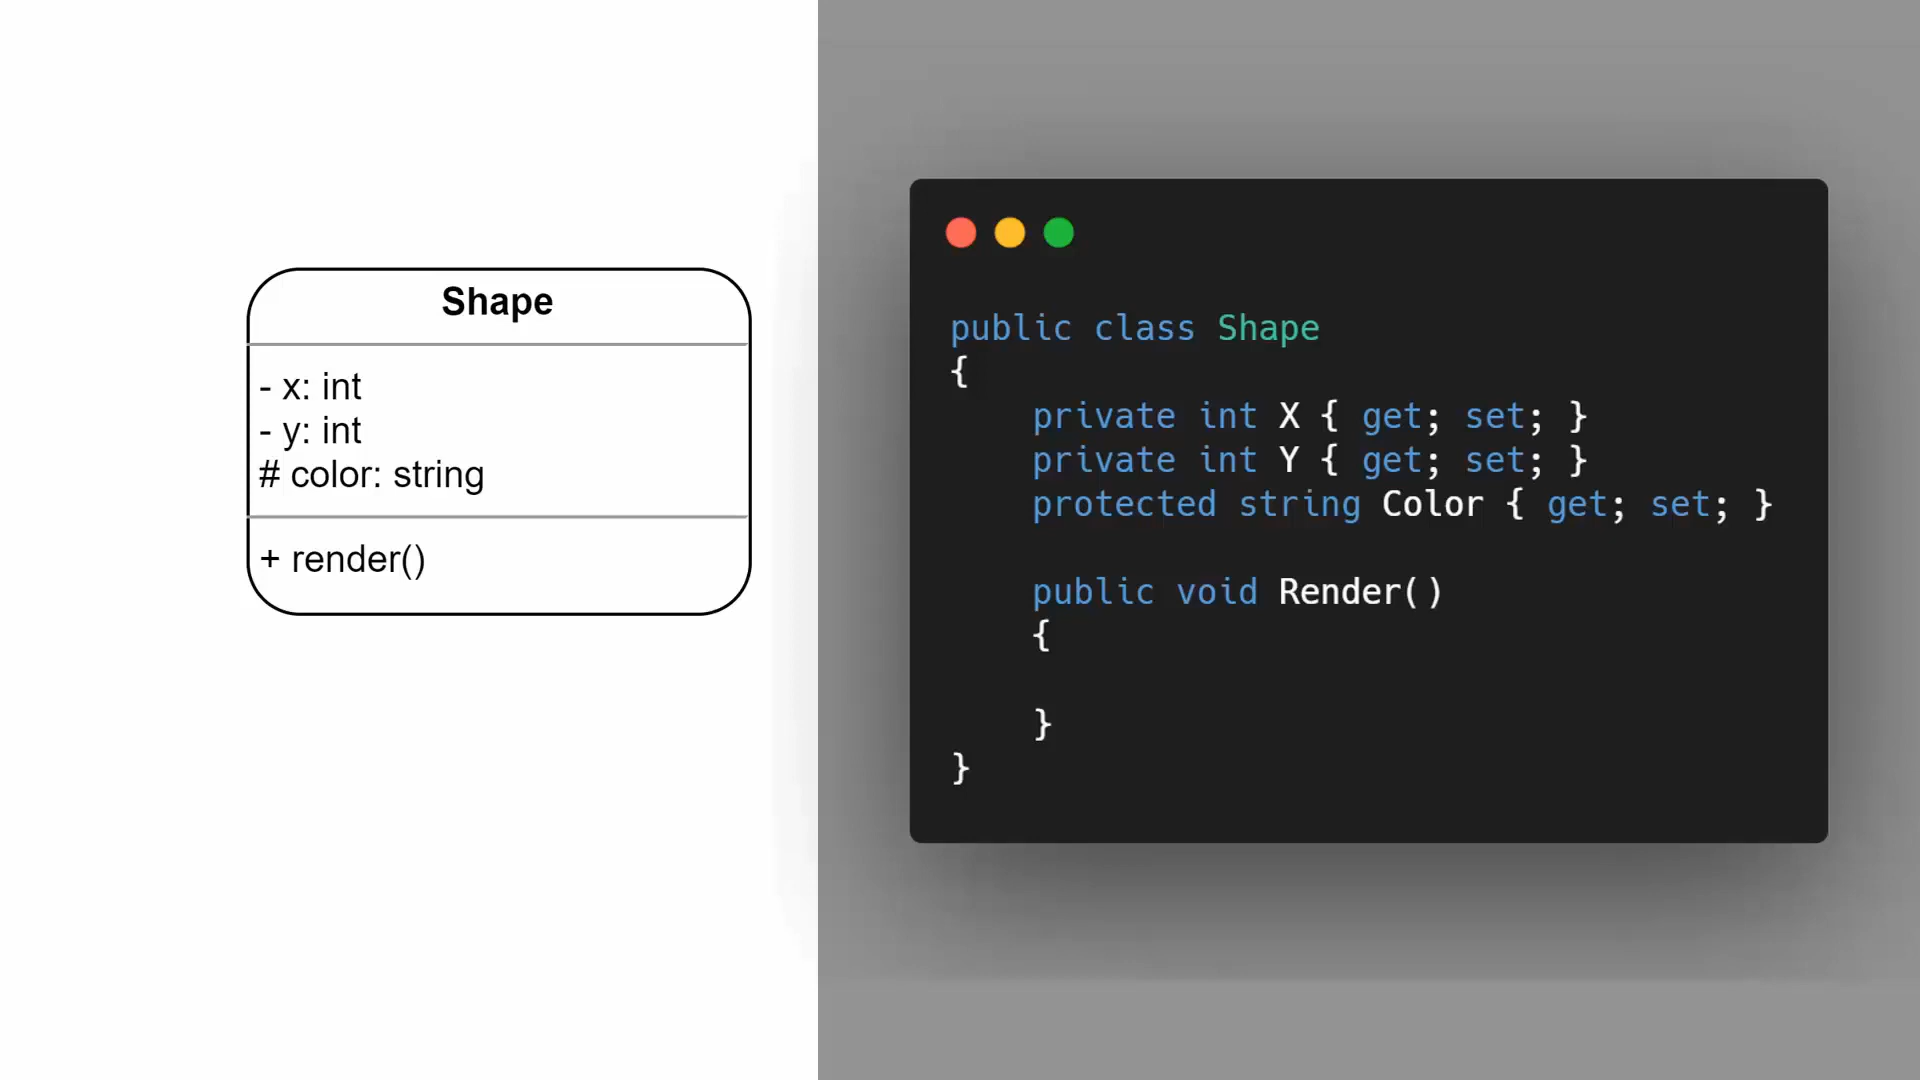 Shape
- x: int
- y: int
# color: string
+ render()
public class Shape
{
    private int X { get; set; }
    private int Y { get; set; }
    protected string Color { get; set; }
    public void Render()
    {
    }
}